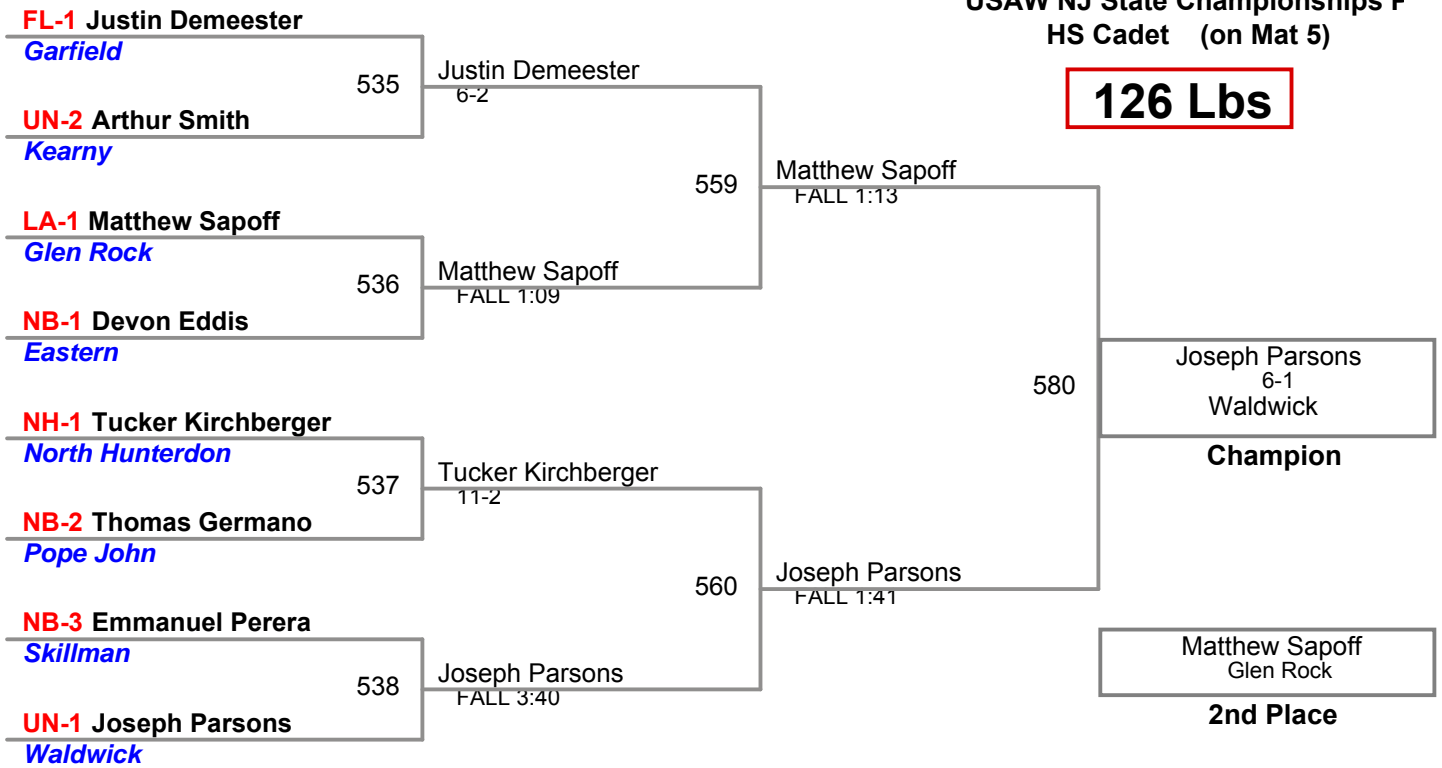 USAW NJ State Championships F
HS Cadet (on Mat 5)
126 Lbs
FL-1 Justin Demeester
Garfield
535
UN-2 Arthur Smith
Kearny
LA-1 Matthew Sapoff
Glen Rock
536
NB-1 Devon Eddis
Eastern
NH-1 Tucker Kirchberger
North Hunterdon
537
NB-2 Thomas Germano
Pope John
NB-3 Emmanuel Perera
Skillman
538
UN-1 Joseph Parsons
Waldwick
Justin Demeester
6-2
559
Matthew Sapoff
FALL 1:09
Tucker Kirchberger
11-2
560
Joseph Parsons
FALL 3:40
Matthew Sapoff
FALL 1:13
580
Joseph Parsons
FALL 1:41
Joseph Parsons
6-1
Waldwick
Champion
Matthew Sapoff
Glen Rock
2nd Place